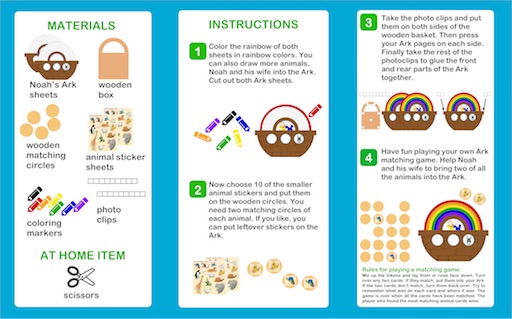 MATERIALS
Noah's Ark
sheets
wooden
box
wooden
matching
circles
animal sticker
sheets
coloring
markers
photo
clips
AT HOME ITEM
scissors
INSTRUCTIONS
1
Color the rainbow of both
sheets in rainbow colors. You
can also draw more animals,
Noah and his wife into the Ark.
Cut out both Ark sheets.
2
Now choose 10 of the smaller
animal stickers and put them
on the wooden circles. You
need two matching circles of
each animal. If you like, you
can put leftover stickers on the
Ark.
3
Take the photo clips and put
them on both sides of the
wooden basket. Then press
your Ark pages on each side.
Finally take the rest of the
photoclips to glue the front
and rear parts of the Ark
together.
4
Have fun playing your own Ark
matching game. Help Noah
and his wife to bring two of all
the animals into the Ark.
Rules for playing a matching game:
Mix up the tokens and lay them in rows face down. Turn
over any two cards. If they match, put them into your Ark.
If the two cards don't match, turn them back over. Try to
remember what was on each card and where it was. The
game is over when all the cards have been matched. The
player who found the most matching animal cards wins.